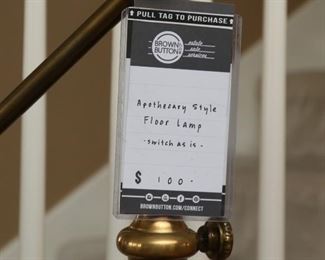 PULL TAG TO PURCHASE
BROWN
BUTTON
estate
sale
services
Apothecary Style
Floor Lamp
- switch as is -
$ 100-
BROWNBUTTON.COM/CONNECT